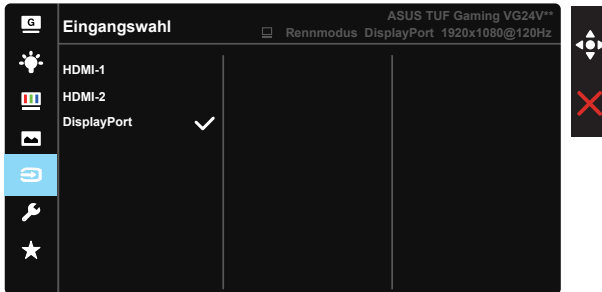 G
Eingangswahl
ASUS TUF Gaming VG24V**
Rennmodus DisplayPort 1920x1080@120Hz
HDMI-1
HDMI-2
DisplayPort